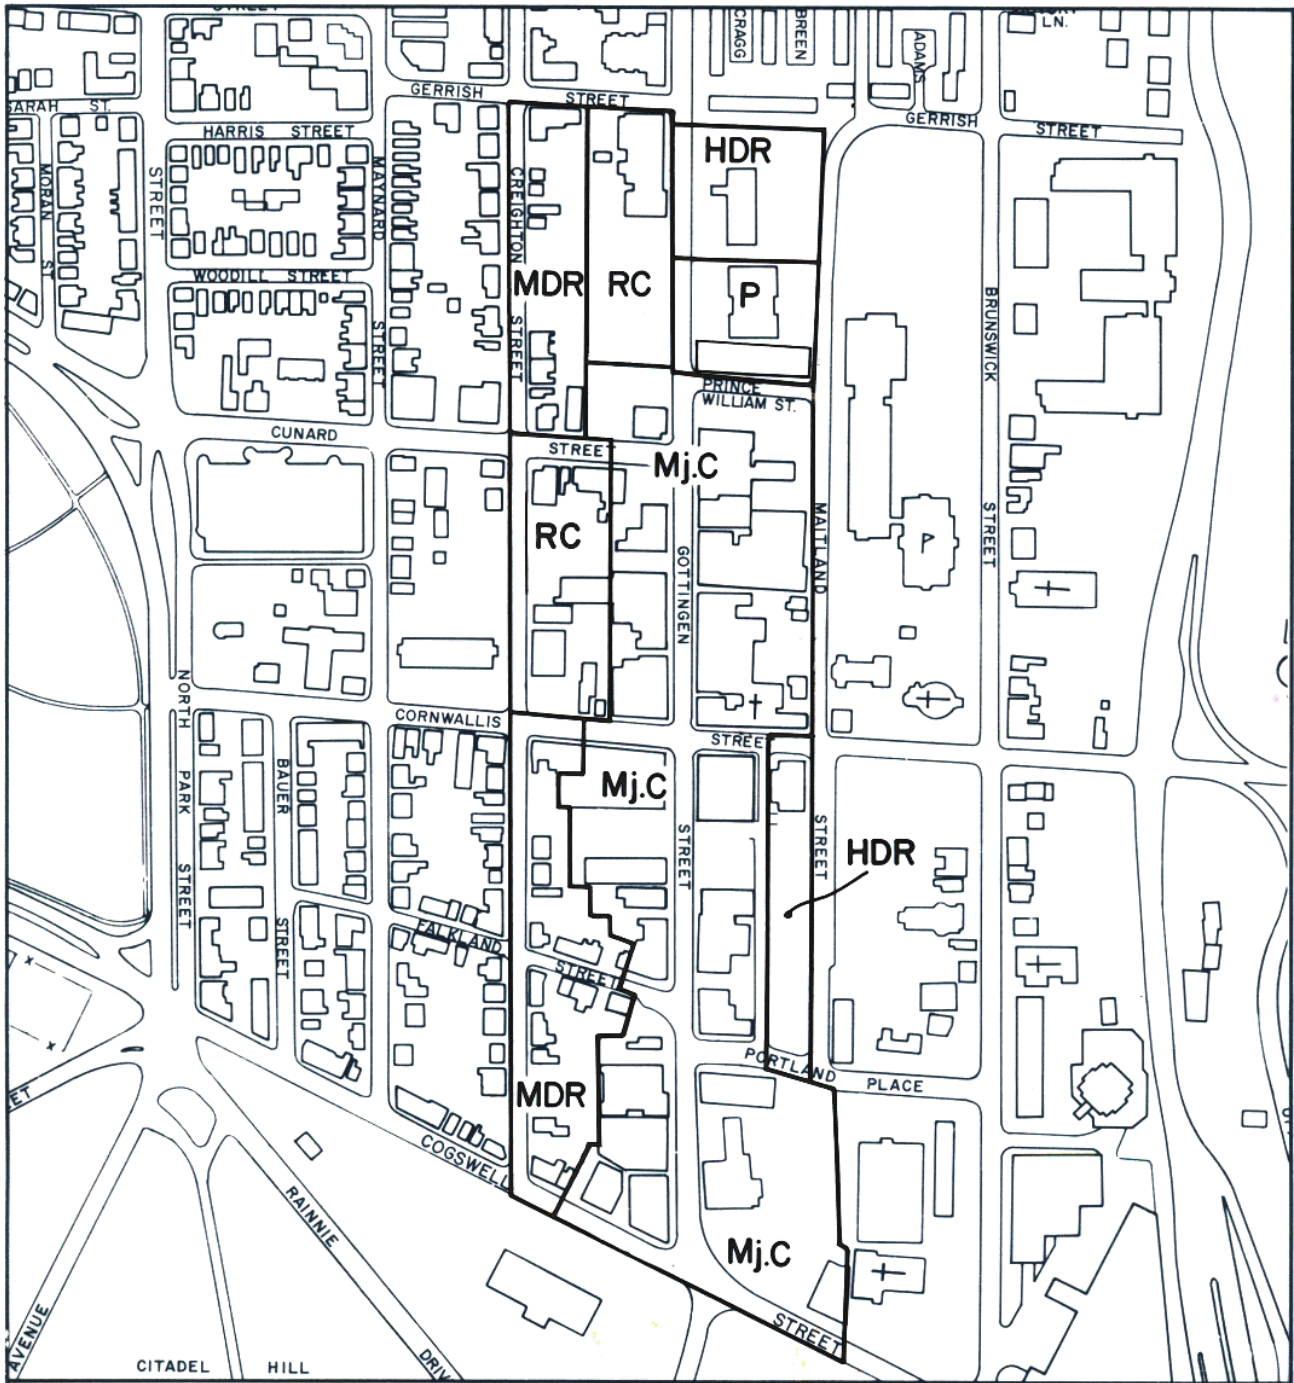 STREET
CRAGG
BREEN
ADAMS
LN.
GERRISH
STREET
SARAH ST.
HARRIS STREET
GERRISH
STREET
HDR
MORAN
ST
STREET
MAYNARD
STREET
CREIGHTON
STREET
WOODILL STREET
MDR
RC
P
BRUNSWICK
STREET
PRINCE
WILLIAM ST.
CUNARD
STREET
Mj.C
RC
MAITLAND
STREET
GOTTINGEN
STREET
NORTH
PARK
STREET
CORNWALLIS
STREET
BAUER
STREET
Mj.C
HDR
FALKLAND
STREET
MDR
PORTLAND
PLACE
COGSWELL
STREET
RAINNIE
DRIV
Mj.C
AVENUE
CITADEL HILL
ET